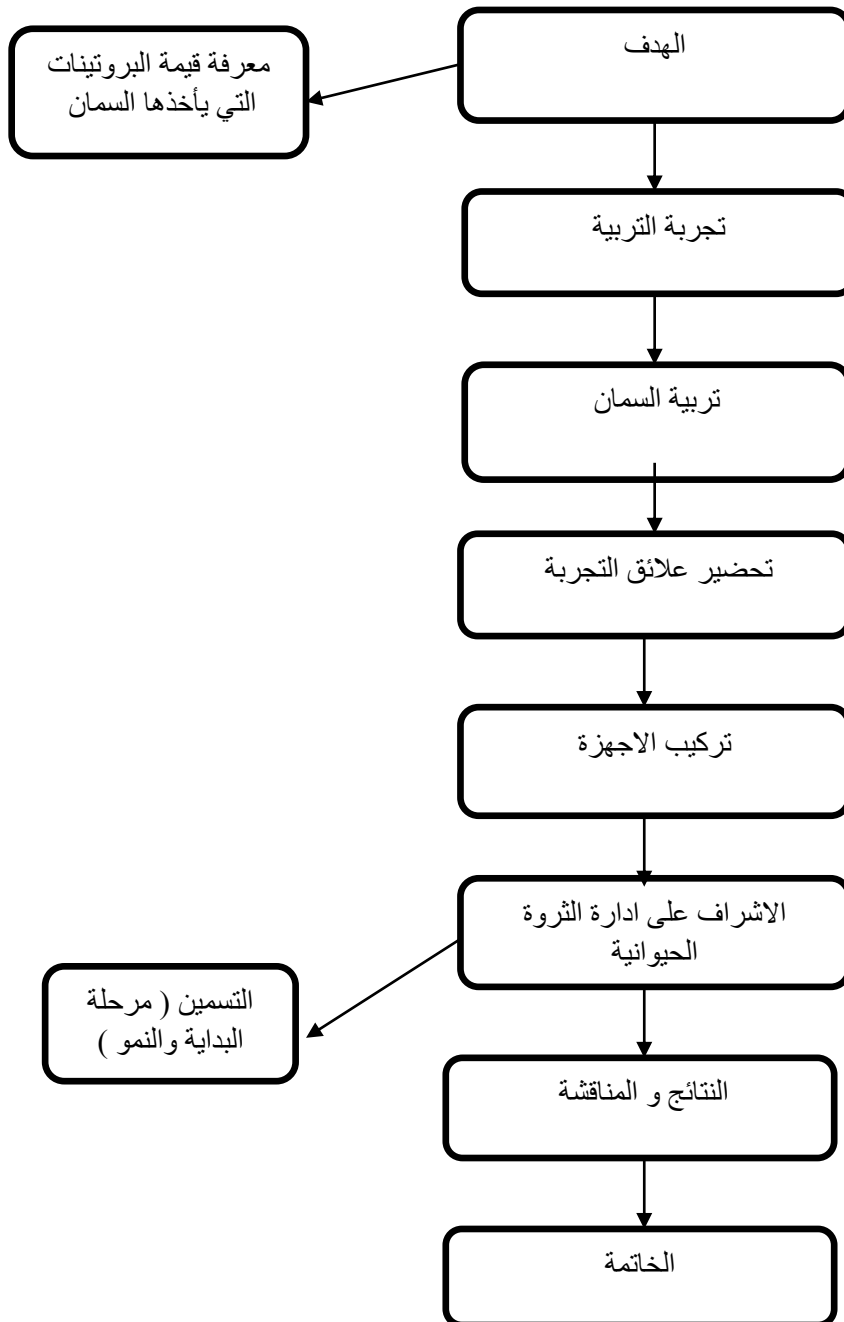 الهدف
معرفة قيمة البروتينات
التي يأخذها السمان
تجربة التربية
تربية السمان
تحضير علائق التجربة
تركيب الاجهزة
الاشراف على ادارة الثروة
الحيوانية
التسمين ( مرحلة
البداية والنمو )
النتائج و المناقشة
الخاتمة